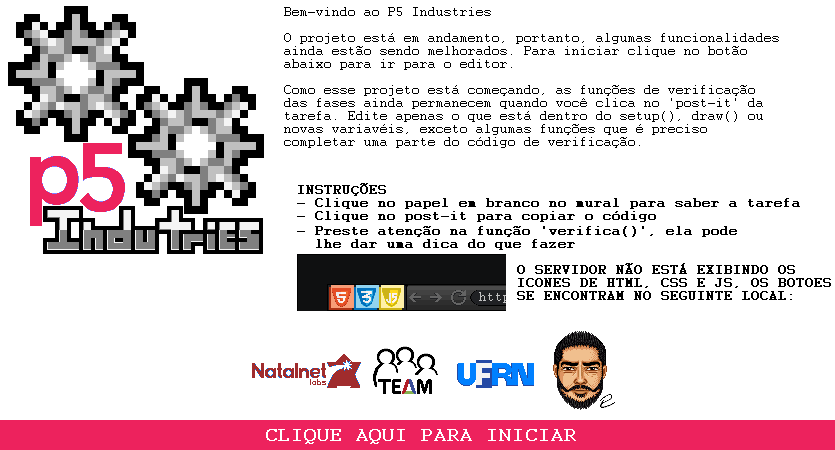 Bem-vindo ao P5 Industries
O projeto está em andamento, portanto, algumas funcionalidades
ainda estão sendo melhorados. Para iniciar clique no botão
abaixo para ir para o editor.
Como esse projeto está começando, as funções de verificação
das fases ainda permanecem quando você clica no 'post-it' da
tarefa. Edite apenas o que está dentro do setup(), draw() ou
novas variavéis, exceto algumas funções que é preciso
completar uma parte do código de verificação.
p5
Industries
INSTRUÇÕES
- Clique no papel em branco no mural para saber a tarefa
- Clique no post-it para copiar o código
- Preste atenção na função 'verifica()', ela pode
lhe dar uma dica do que fazer
5 3 JS http
O SERVIDOR NÃO ESTÁ EXIBINDO OS
ICONES DE HTML, CSS E JS, OS BOTOES
SE ENCONTRAM NO SEGUINTE LOCAL:
Natalnet
labs
TEAM
UFRN
CLIQUE AQUI PARA INICIAR